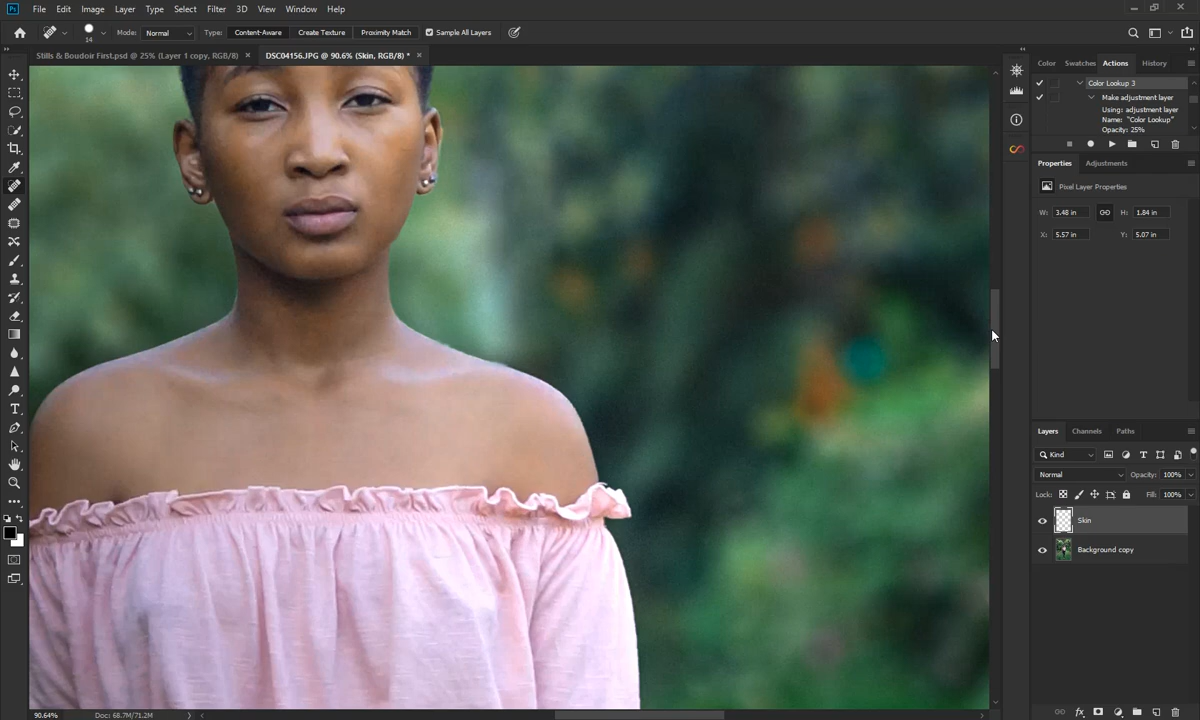 Ps File Edit Image Layer Type Select Filter 3D View Window Help
14 Mode: Normal Type: Content-Aware Create Texture Proximity Match Sample All Layers
Stills & Boudoir First.psd @ 25% (Layer 1 copy, RGB/8) × DSC04156.JPG @ 90.6% (Skin, RGB/8) * ×
Color Swatches Actions History
Color Lookup 3
Make adjustment layer
Using: adjustment layer
Name: "Color Lookup"
Opacity: 25%
Properties Adjustments
Pixel Layer Properties
W: 3.48 in H: 1.84 in
X: 5.57 in Y: 5.07 in
Layers Channels Paths
Kind
Normal Opacity: 100%
Lock: Fill: 100%
Skin
Background copy
90.64% Doc: 68.7M/71.2M